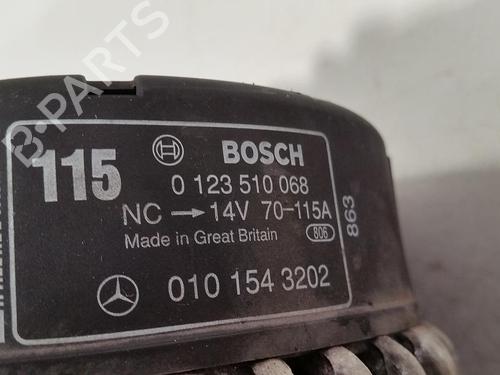 B-PARTS
115 BOSCH
0 123 510 068
NC → 14V 70-115A
Made in Great Britain 806
863
010 154 3202